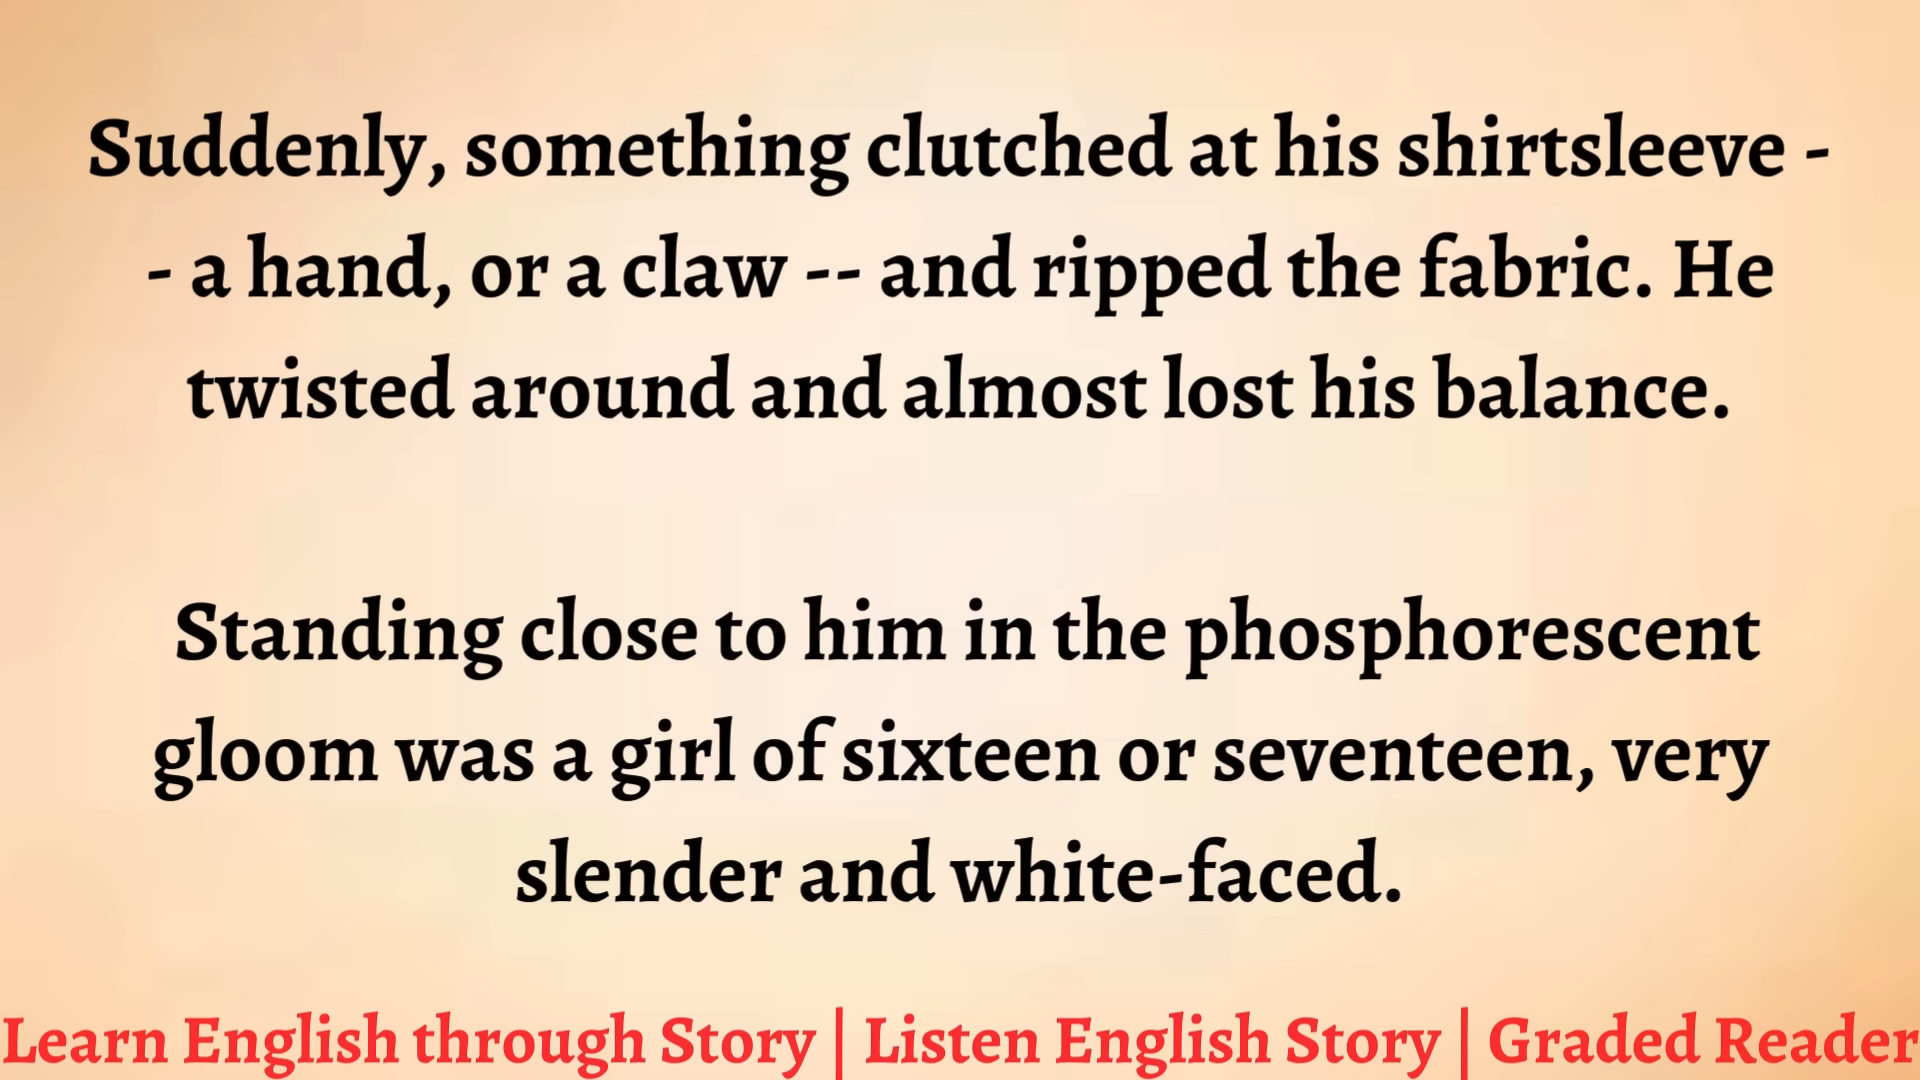 Suddenly, something clutched at his shirtsleeve -
- a hand, or a claw -- and ripped the fabric. He
twisted around and almost lost his balance.
Standing close to him in the phosphorescent
gloom was a girl of sixteen or seventeen, very
slender and white-faced.
Learn English through Story | Listen English Story | Graded Reader